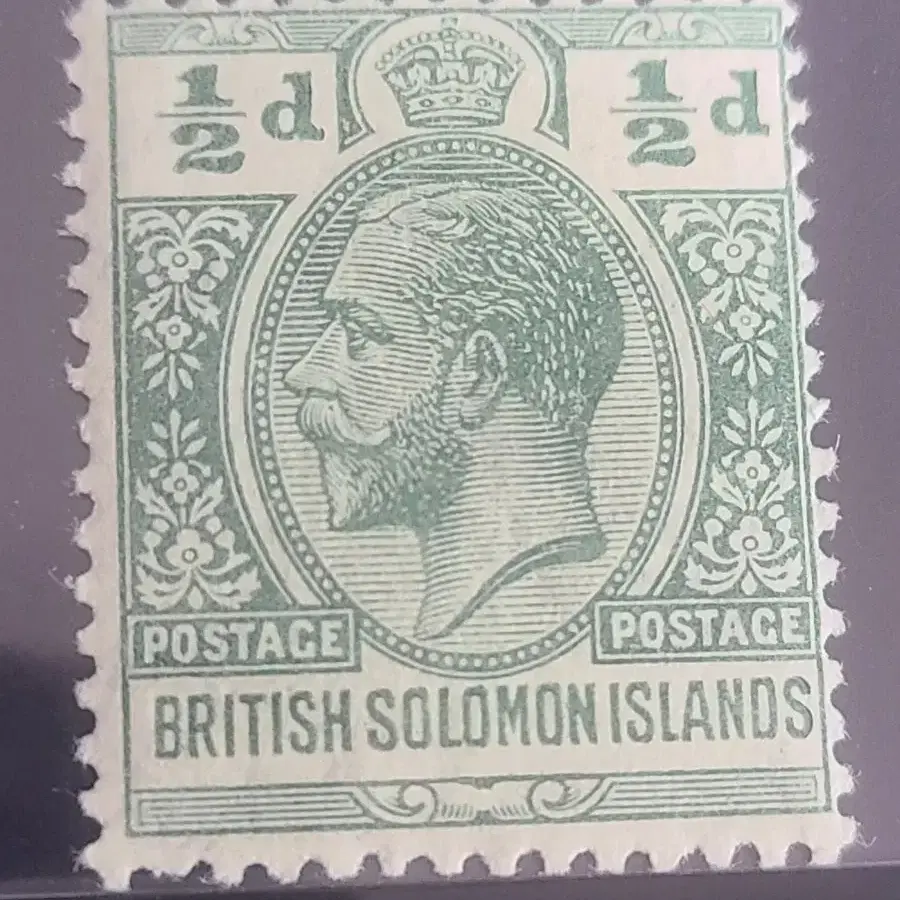 ½d ½d
POSTAGE POSTAGE
BRITISH SOLOMON ISLANDS